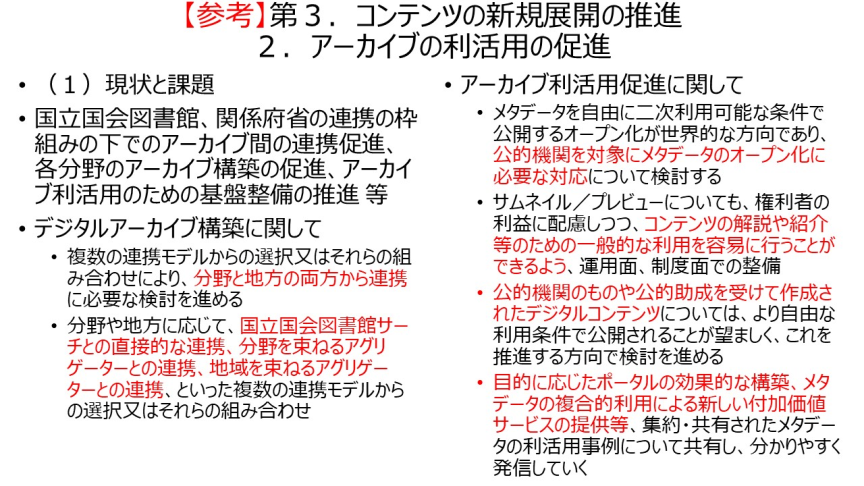 【参考】第３．コンテンツの新規展開の推進
２．アーカイブの利活用の促進
• （１）現状と課題
• 国立国会図書館、関係府省の連携の枠
組みの下でのアーカイブ間の連携促進、
各分野のアーカイブ構築の促進、アーカイ
ブ利活用のための基盤整備の推進 等
• デジタルアーカイブ構築に関して
• 複数の連携モデルからの選択又はそれらの組
み合わせにより、分野と地方の両方から連携
に必要な検討を進める
• 分野や地方に応じて、国立国会図書館サー
チとの直接的な連携、分野を束ねるアグリ
ゲーターとの連携、地域を束ねるアグリゲー
ターとの連携、といった複数の連携モデルから
の選択又はそれらの組み合わせ
• アーカイブ利活用促進に関して
• メタデータを自由に二次利用可能な条件で
公開するオープン化が世界的な方向であり、
公的機関を対象にメタデータのオープン化に
必要な対応について検討する
• サムネイル／プレビューについても、権利者の
利益に配慮しつつ、コンテンツの解説や紹介
等のための一般的な利用を容易に行うことが
できるよう、運用面、制度面での整備
• 公的機関のものや公的助成を受けて作成さ
れたデジタルコンテンツについては、より自由な
利用条件で公開されることが望ましく、これを
推進する方向で検討を進める
• 目的に応じたポータルの効果的な構築、メタ
データの複合的利用による新しい付加価値
サービスの提供等、集約・共有されたメタデー
タの利活用事例について共有し、分かりやすく
発信していく